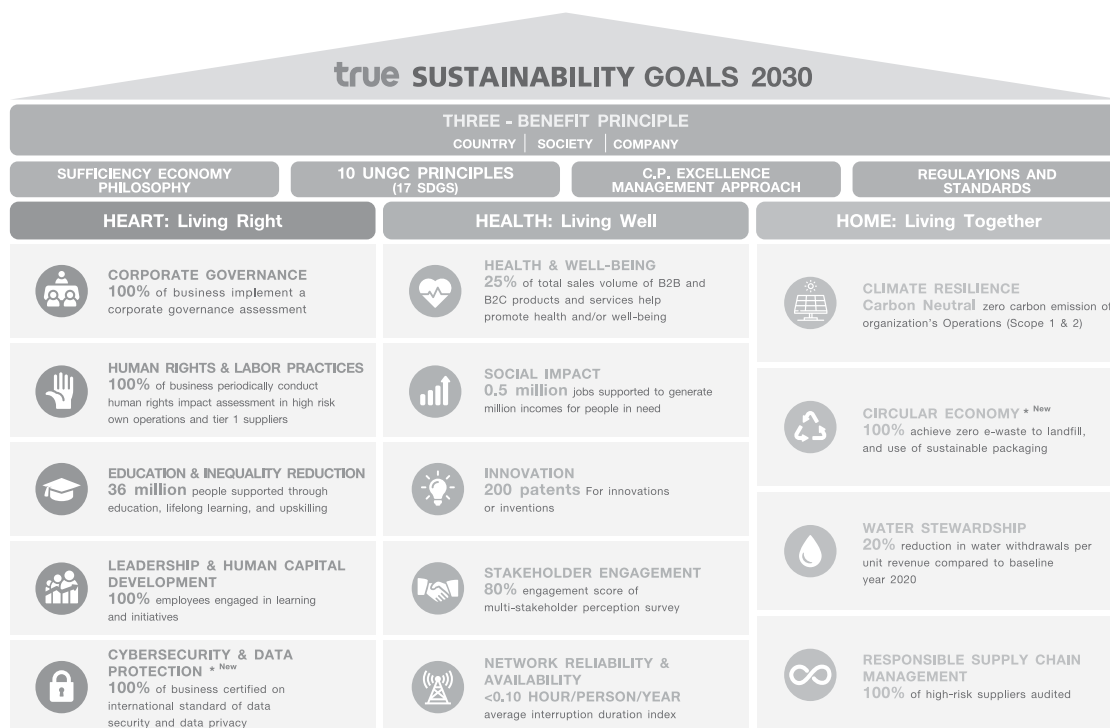 true SUSTAINABILITY GOALS 2030
THREE - BENEFIT PRINCIPLE
COUNTRY | SOCIETY | COMPANY
SUFFICIENCY ECONOMY
PHILOSOPHY
10 UNGC PRINCIPLES
(17 SDGS)
C.P. EXCELLENCE
MANAGEMENT APPROACH
REGULAYIONS AND
STANDARDS
HEART: Living Right
CORPORATE GOVERNANCE
100% of business implement a
corporate governance assessment
HUMAN RIGHTS & LABOR PRACTICES
100% of business periodically conduct
human rights impact assessment in high risk
own operations and tier 1 suppliers
EDUCATION & INEQUALITY REDUCTION
36 million people supported through
education, lifelong learning, and upskilling
LEADERSHIP & HUMAN CAPITAL
DEVELOPMENT
100% employees engaged in learning
and initiatives
CYBERSECURITY & DATA
PROTECTION * New
100% of business certified on
international standard of data
security and data privacy
HEALTH: Living Well
HEALTH & WELL-BEING
25% of total sales volume of B2B and
B2C products and services help
promote health and/or well-being
SOCIAL IMPACT
0.5 million jobs supported to generate
million incomes for people in need
INNOVATION
200 patents For innovations
or inventions
STAKEHOLDER ENGAGEMENT
80% engagement score of
multi-stakeholder perception survey
NETWORK RELIABILITY &
AVAILABILITY
<0.10 HOUR/PERSON/YEAR
average interruption duration index
HOME: Living Together
CLIMATE RESILIENCE
Carbon Neutral zero carbon emission of
organization's Operations (Scope 1 & 2)
CIRCULAR ECONOMY * New
100% achieve zero e-waste to landfill,
and use of sustainable packaging
WATER STEWARDSHIP
20% reduction in water withdrawals per
unit revenue compared to baseline
year 2020
RESPONSIBLE SUPPLY CHAIN
MANAGEMENT
100% of high-risk suppliers audited